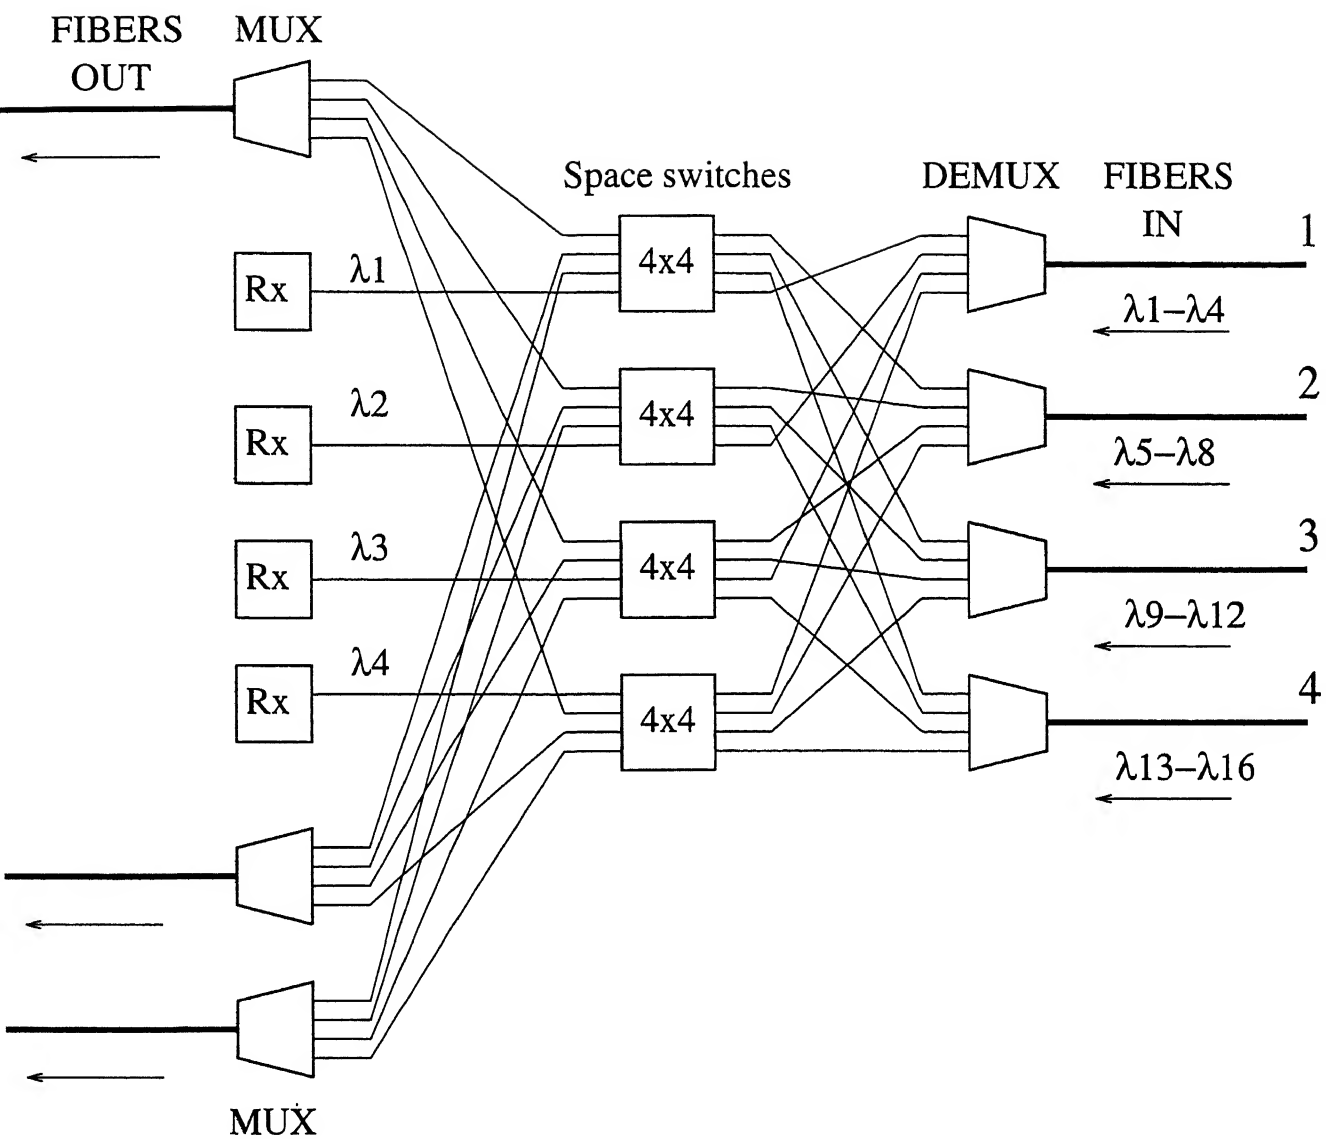 FIBERS
OUT
MUX
Space switches
DEMUX
FIBERS
IN
1
4x4
λ1
Rx
λ1–λ4
2
λ2
4x4
Rx
λ5–λ8
3
λ3
4x4
Rx
λ9–λ12
λ4
4
4x4
Rx
λ13–λ16
MUX